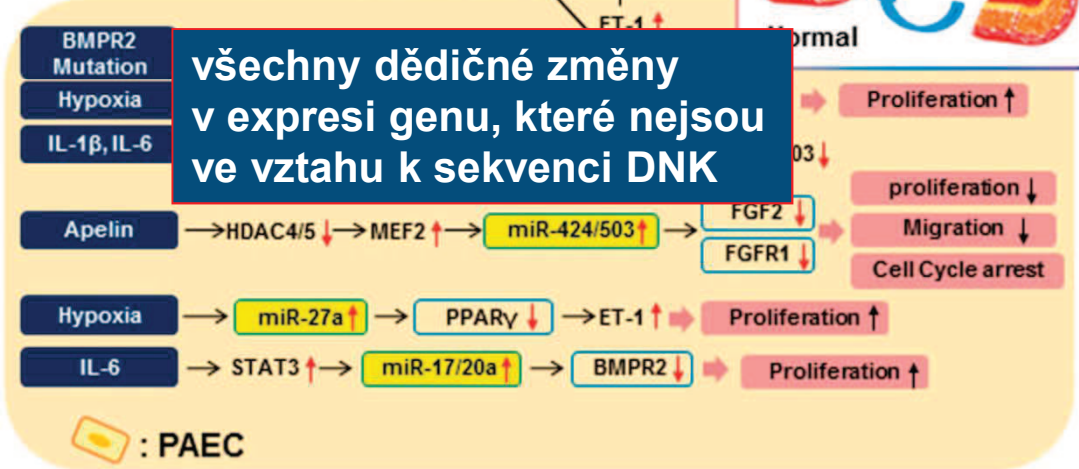 ET-1 ↑
Normal
BMPR2
Mutation
všechny dědičné změny
v expresi genu, které nejsou
ve vztahu k sekvenci DNK
Hypoxia
Proliferation ↑
IL-1β, IL-6
03 ↓
Apelin → HDAC4/5 ↓ → MEF2 ↑ → miR-424/503 ↑ →
FGF2 ↓
FGFR1 ↓
proliferation ↓
Migration ↓
Cell Cycle arrest
Hypoxia → miR-27a ↑ → PPARγ ↓ → ET-1 ↑ Proliferation ↑
IL-6 → STAT3 ↑ → miR-17/20a ↑ → BMPR2 ↓ Proliferation ↑
: PAEC